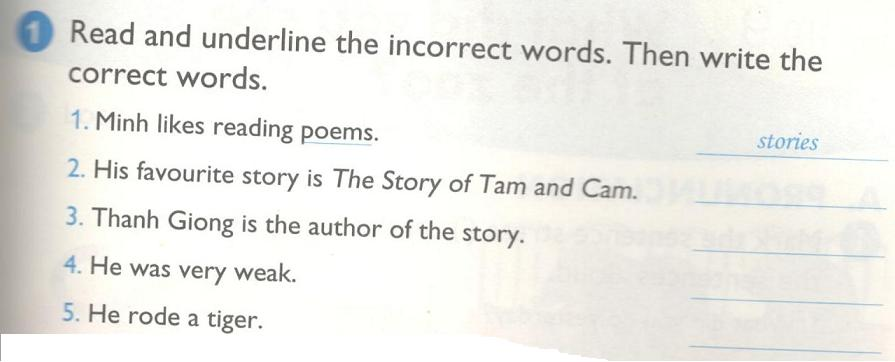 1 Read and underline the incorrect words. Then write the
correct words.
1. Minh likes reading poems. stories
2. His favourite story is The Story of Tam and Cam.
3. Thanh Giong is the author of the story.
4. He was very weak.
5. He rode a tiger.